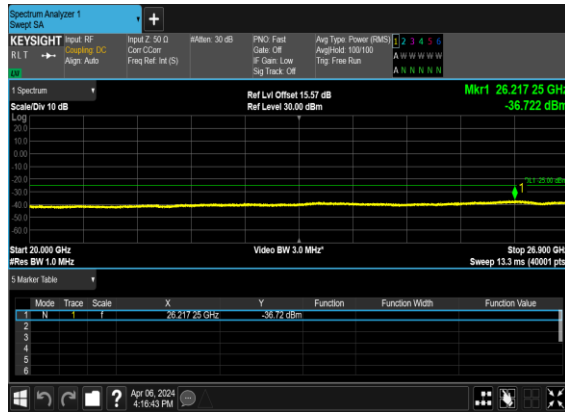 Spectrum Analyzer 1
Swept SA
+
KEYSIGHT Input: RF Input Z: 50 Ω #Atten: 30 dB PNO: Fast Avg Type: Power (RMS) 1 2 3 4 5 6
RLT Coupling: DC Corr CCorr Gate: Off Avg|Hold: 100/100 A W W W W W
Align: Auto Freq Ref: Int (S) IF Gain: Low Trig: Free Run
Sig Track: Off A N N N N N
1 Spectrum
Ref Lvl Offset 15.57 dB Mkr1 26.217 25 GHz
Scale/Div 10 dB Ref Level 30.00 dBm -36.722 dBm
Log
20.0
10.0
0.00
-10.0
-20.0
DL1 -25.00 dBm
1
-30.0
-40.0
-50.0
-60.0
Start 20.000 GHz Video BW 3.0 MHz* Stop 26.900 GHz
#Res BW 1.0 MHz Sweep 13.3 ms (40001 pts)
5 Marker Table
Mode Trace Scale X Y Function Function Width Function Value
1 N 1 f 26.217 25 GHz -36.72 dBm
2
3
4
5
6
? Apr 06, 2024
4:16:43 PM